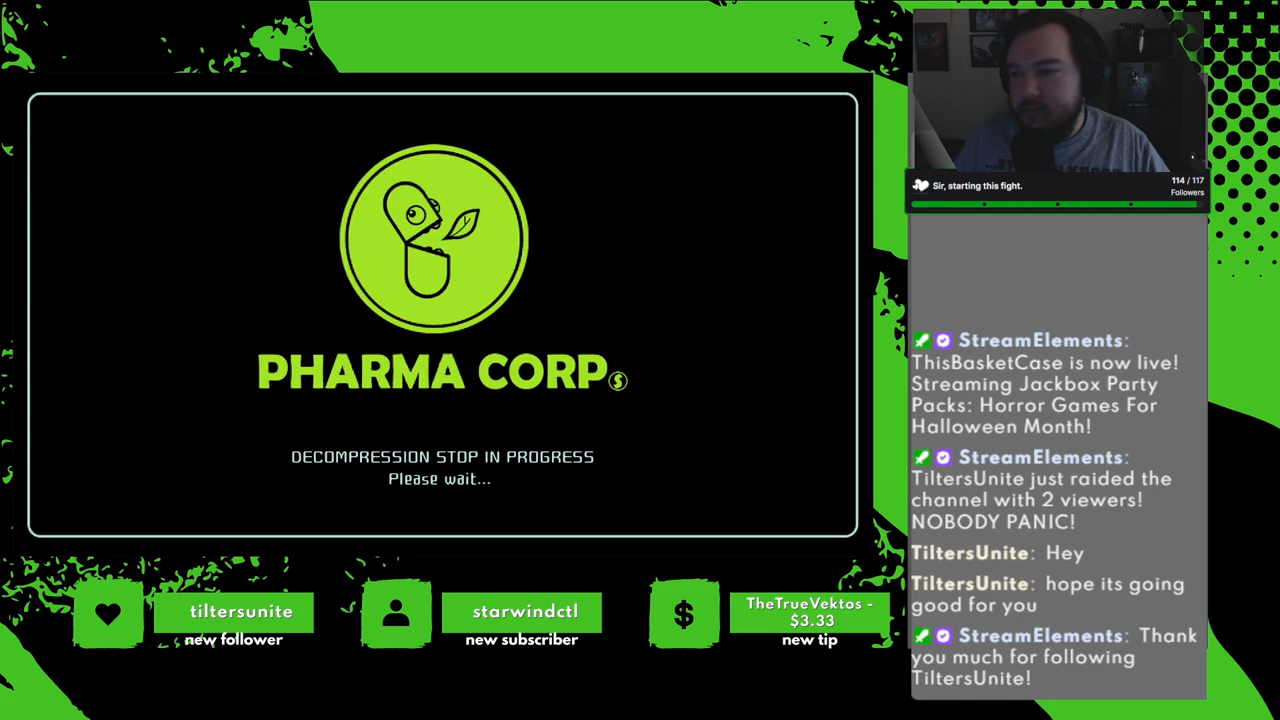 PHARMA CORP$
DECOMPRESSION STOP IN PROGRESS
Please wait...
tiltersunite
new follower
starwindctl
new subscriber
TheTrueVektos -
$3.33
new tip
Sir, starting this fight.
114 / 117
Followers
StreamElements:
ThisBasketCase is now live!
Streaming Jackbox Party
Packs: Horror Games For
Halloween Month!
StreamElements:
TiltersUnite just raided the
channel with 2 viewers!
NOBODY PANIC!
TiltersUnite: Hey
TiltersUnite: hope its going
good for you
StreamElements: Thank
you much for following
TiltersUnite!